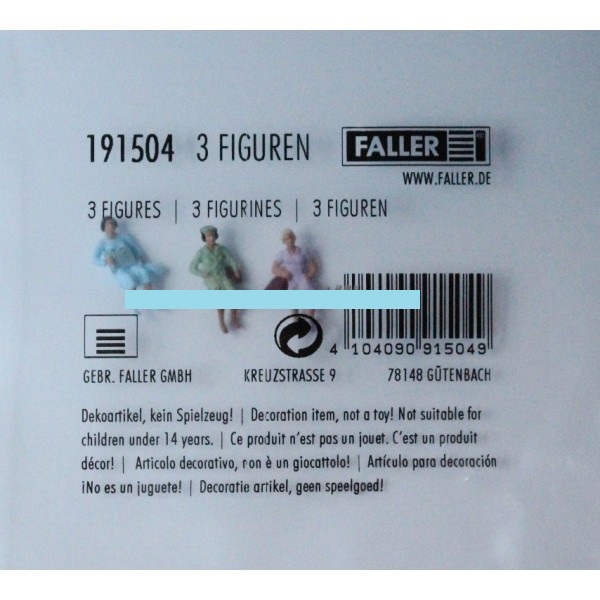 191504 3 FIGUREN FALLER
WWW.FALLER.DE
3 FIGURES | 3 FIGURINES | 3 FIGUREN
4 104090 915049
GEBR. FALLER GMBH KREUZSTRASSE 9 78148 GÜTENBACH
Dekoartikel, kein Spielzeug! | Decoration item, not a toy! Not suitable for
children under 14 years. | Ce produit n'est pas un jouet. C'est un produit
décor! | Articolo decorativo, non è un giocattolo! | Artículo para decoración
¡No es un juguete! | Decoratie artikel, geen speelgoed!